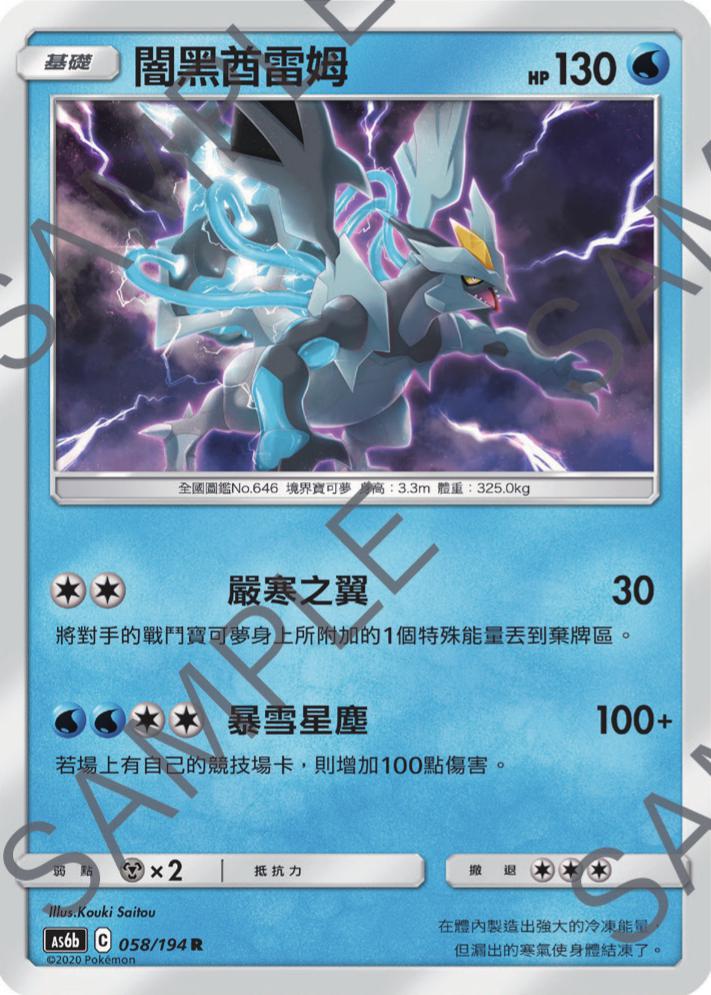 基礎 闇黑酋雷姆 HP 130
全國圖鑑No.646 境界寶可夢 身高：3.3m 體重：325.0kg
嚴寒之翼 30
將對手的戰鬥寶可夢身上所附加的1個特殊能量丟到棄牌區。
暴雪星塵 100+
若場上有自己的競技場卡，則增加100點傷害。
弱點 ×2 抵抗力 撤退
Illus.Kouki Saitou
在體內製造出強大的冷凍能量，
但漏出的寒氣使身體結凍了。
AS6b C 058/194 R
©2020 Pokémon
SAMPLE
SAMPLE
SAMPLE
SAM
SAM